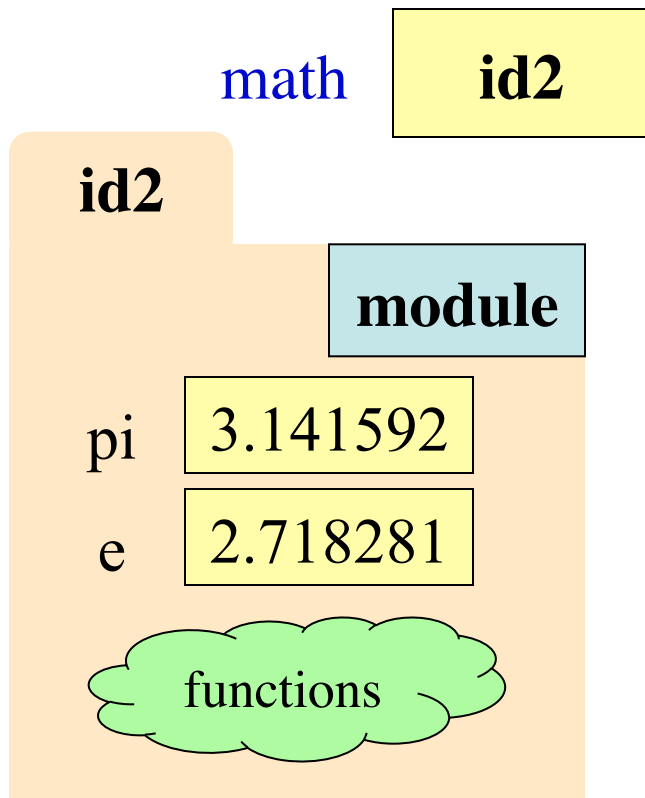 math id2
id2
module
pi 3.141592
e 2.718281
functions